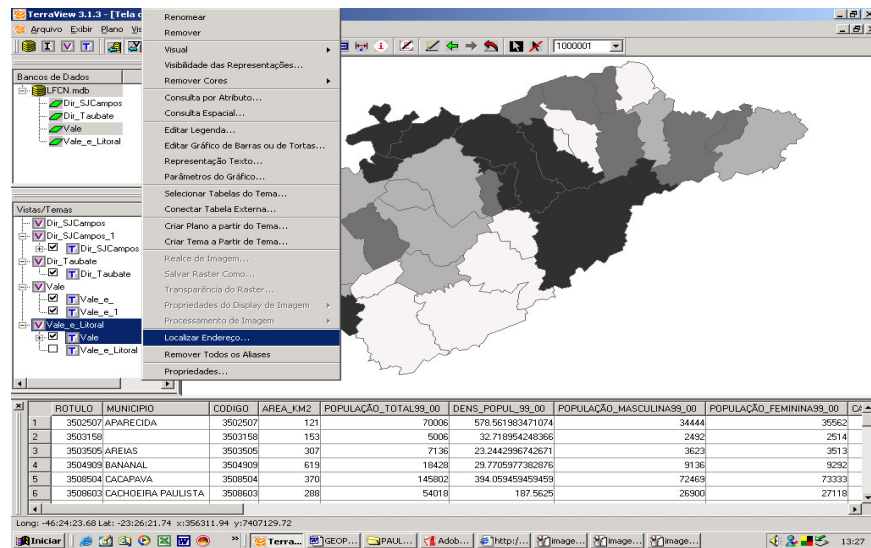 TerraView 3.1.3 - [Tela d
Arquivo Exibir Plano Vis
1000001
Bancos de Dados
LFCN.mdb
Dir_SJCampos
Dir_Taubate
Vale
Vale_e_Litoral
Vistas/Temas
Dir_SJCampos
Dir_SJCampos_1
Dir_SJCampos
Dir_Taubate
Dir_Taubate
Vale
Vale_e_
Vale_e_1
Vale_e_Litoral
Vale
Vale_e_Litoral
Renomear
Remover
Visual
Visibilidade das Representações...
Remover Cores
Consulta por Atributo...
Consulta Espacial...
Editar Legenda...
Editar Gráfico de Barras ou de Tortas...
Representação Texto...
Parâmetros do Gráfico...
Selecionar Tabelas do Tema...
Conectar Tabela Externa...
Criar Plano a partir do Tema...
Criar Tema a Partir de Tema...
Realce de Imagem...
Salvar Raster Como...
Transparência do Raster...
Propriedades do Display de Imagem
Processamento de Imagem
Localizar Endereço...
Remover Todos os Aliases
Propriedades...
ROTULO MUNICIPIO CODIGO AREA_KM2 POPULAÇÃO_TOTAL99_00 DENS_POPUL_99_00 POPULAÇÃO_MASCULINA99_00 POPULAÇÃO_FEMININA99_00 CA
1 3502507 APARECIDA 3502507 121 70006 578.561983471074 34444 35562
2 3503158 3503158 153 5006 32.718954248366 2492 2514
3 3503505 AREIAS 3503505 307 7136 23.2442996742671 3623 3513
4 3504909 BANANAL 3504909 619 18428 29.7705977382876 9136 9292
5 3508504 CACAPAVA 3508504 370 145802 394.059459459459 72469 73333
6 3508603 CACHOEIRA PAULISTA 3508603 288 54018 187.5625 26900 27118
Long: -46:24:23.68 Lat: -23:26:21.74 x:356311.94 y:7407129.72
Iniciar » Terra... GEOP... PAUL... Adob... http:/... image... image... image... 13:27